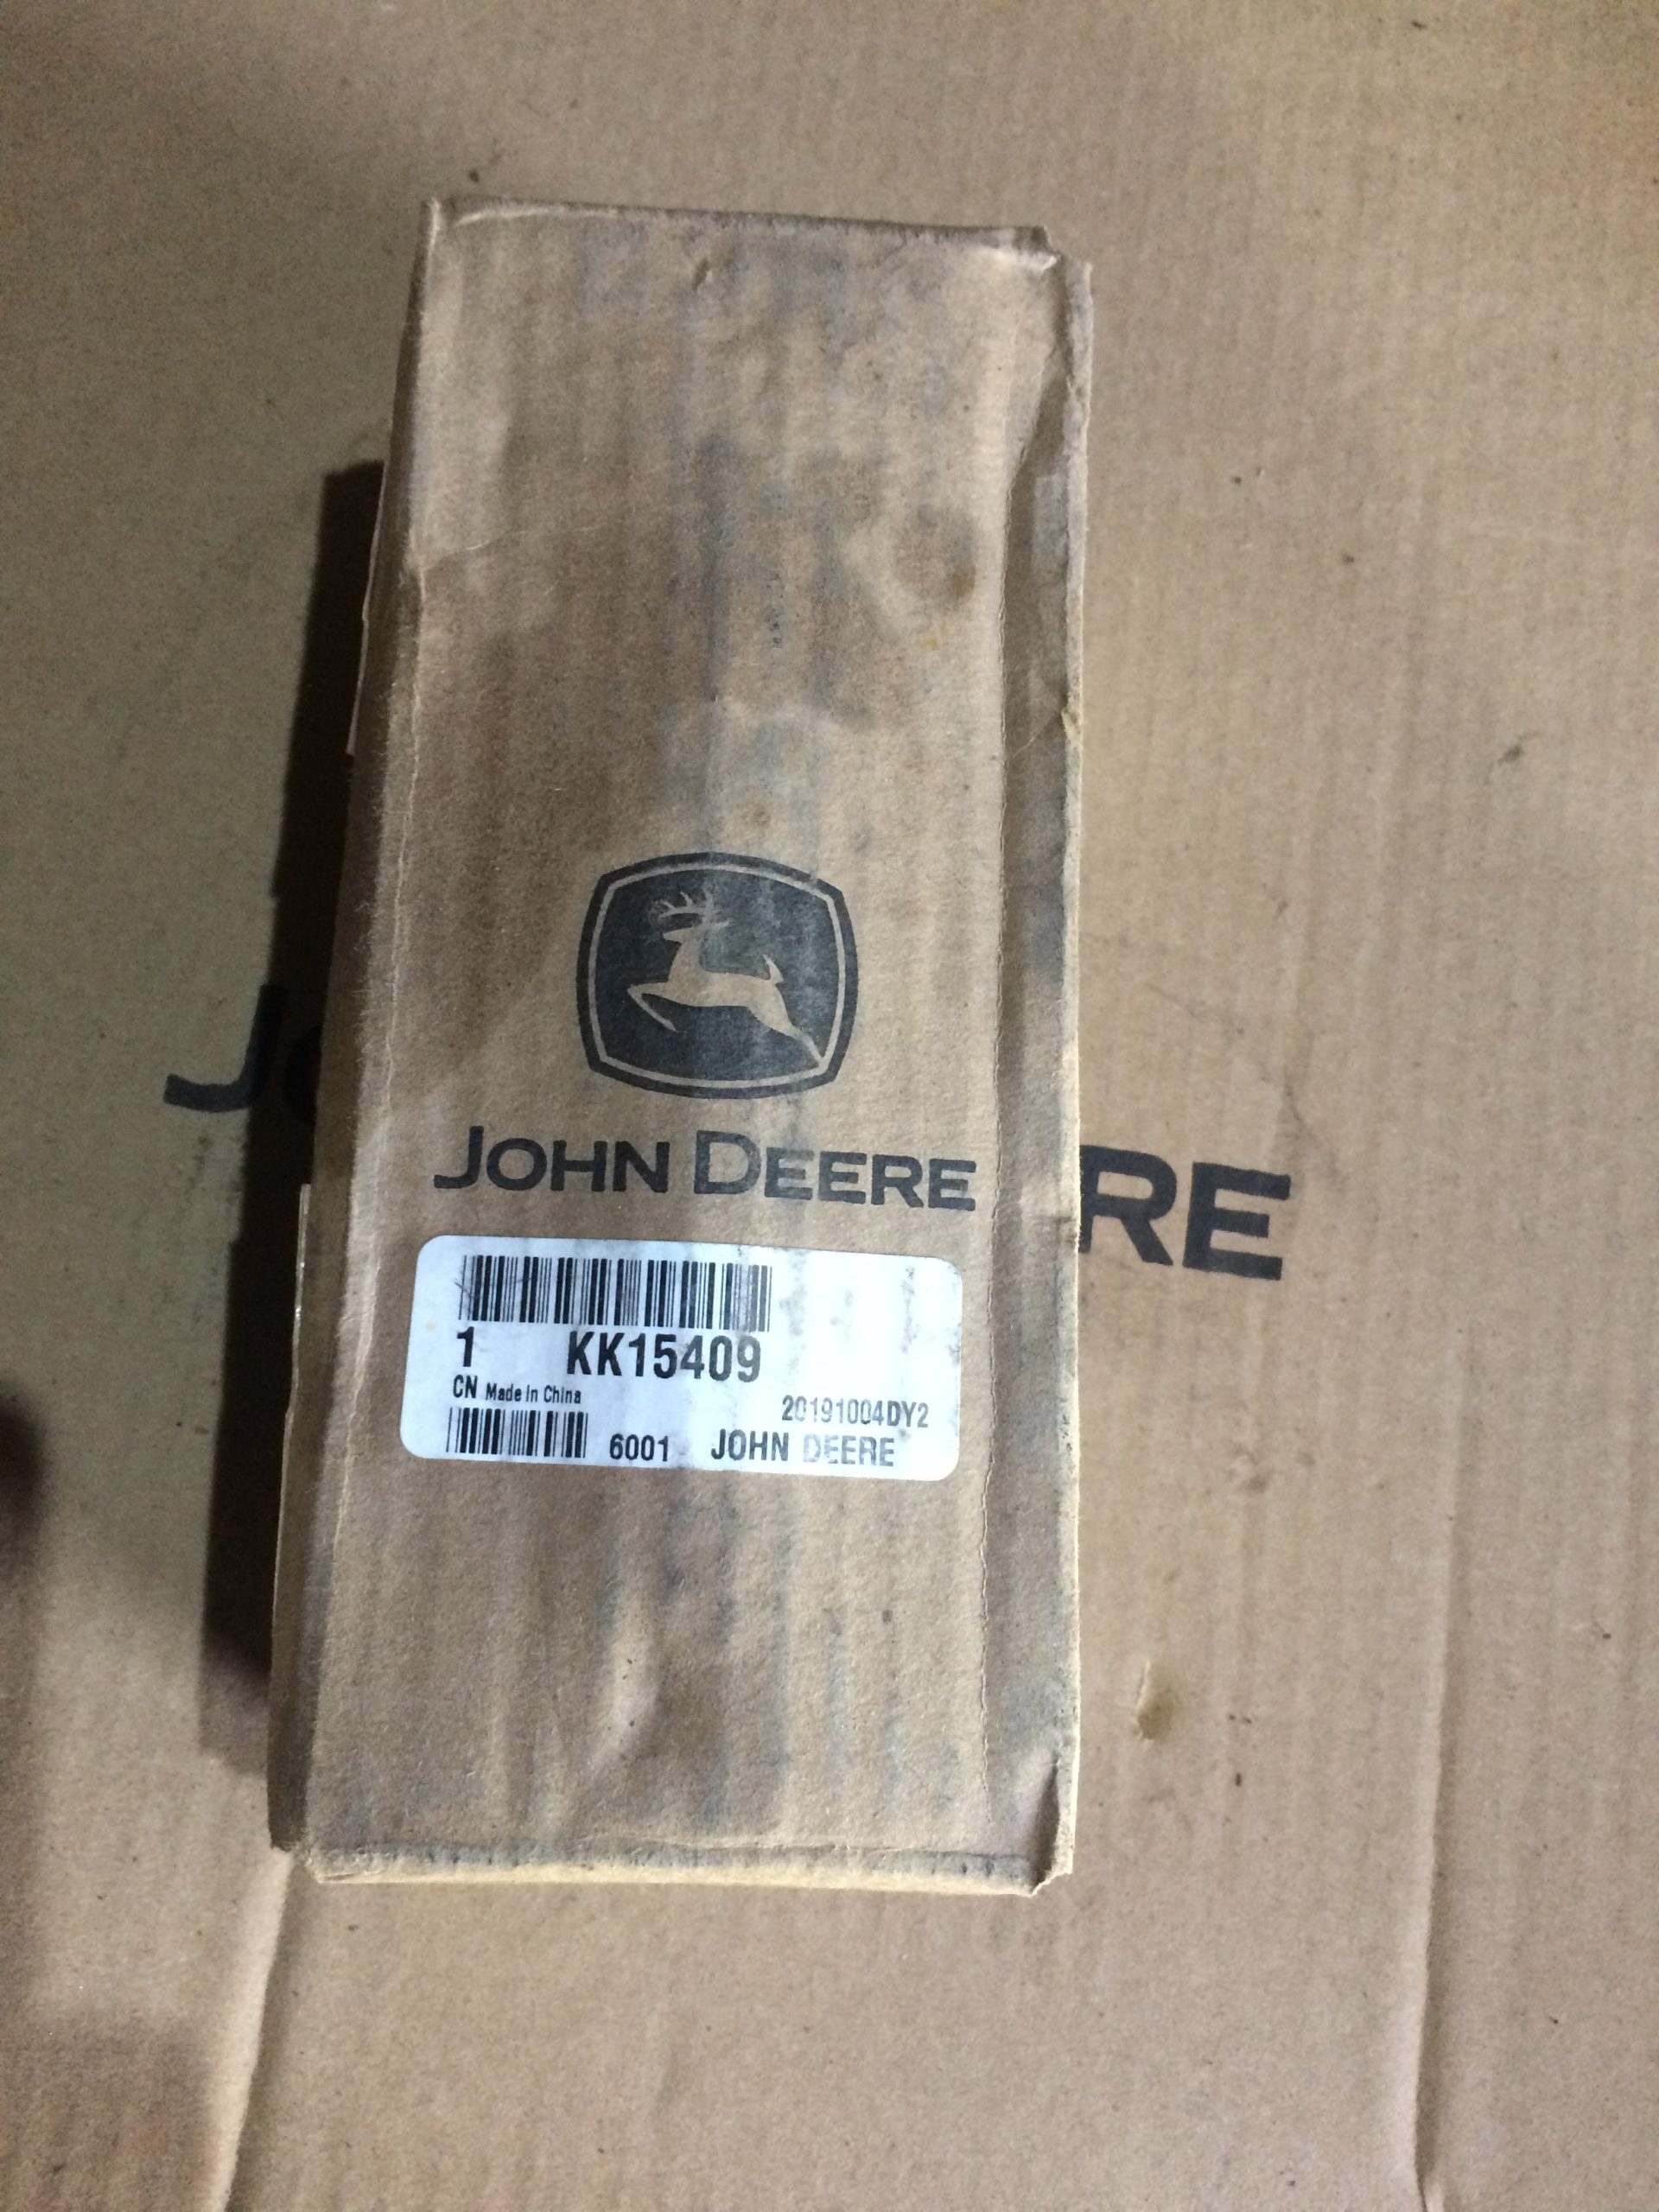 JOHN DEERE
1 KK15409
CN Made in China
20191004DY2
6001 JOHN DEERE
J
RE